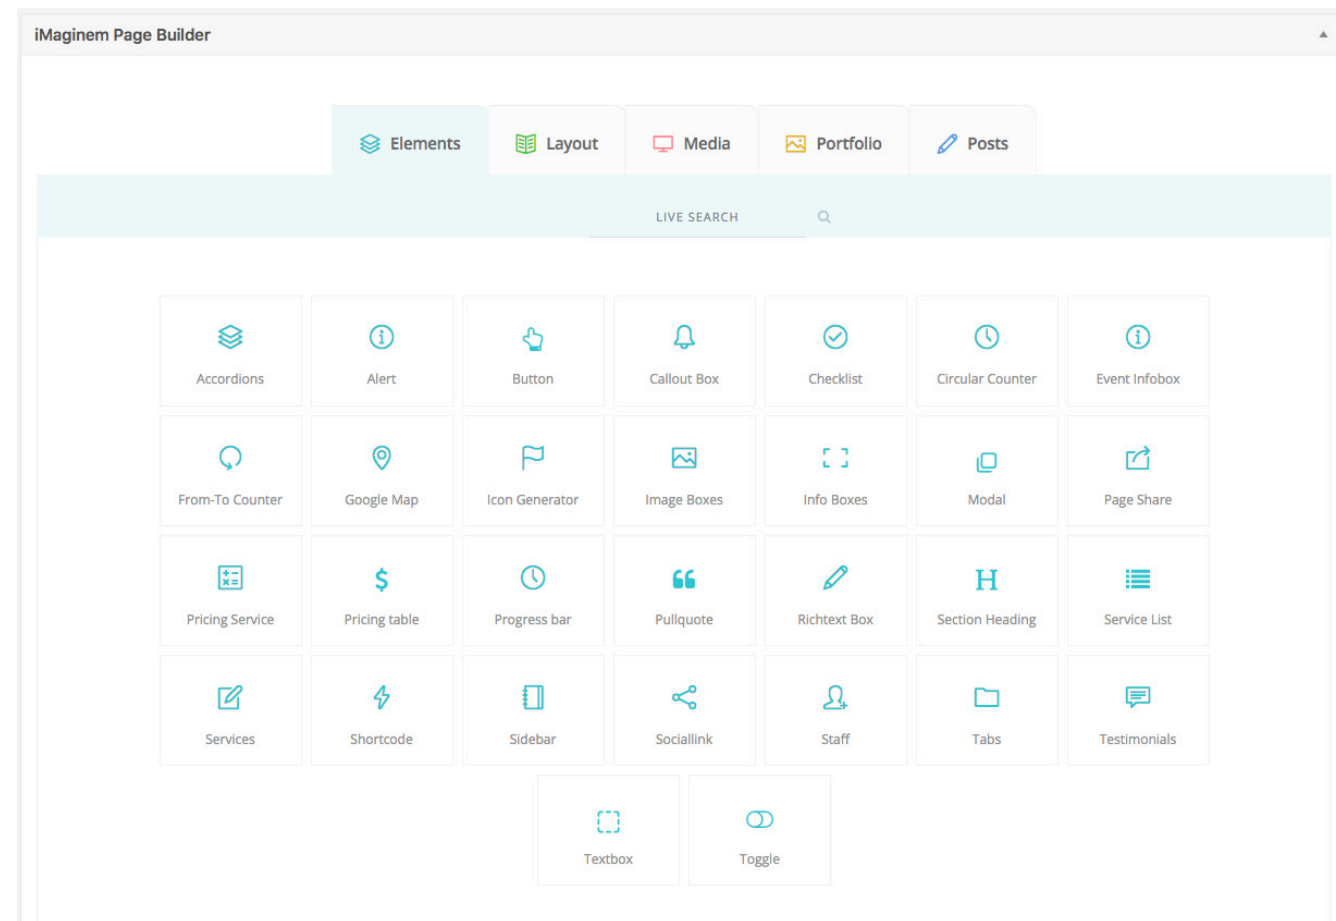 iMaginem Page Builder
Elements Layout Media Portfolio Posts
LIVE SEARCH
Accordions Alert Button Callout Box Checklist Circular Counter Event Infobox
From-To Counter Google Map Icon Generator Image Boxes Info Boxes Modal Page Share
Pricing Service Pricing table Progress bar Pullquote Richtext Box Section Heading Service List
Services Shortcode Sidebar Sociallink Staff Tabs Testimonials
Textbox Toggle